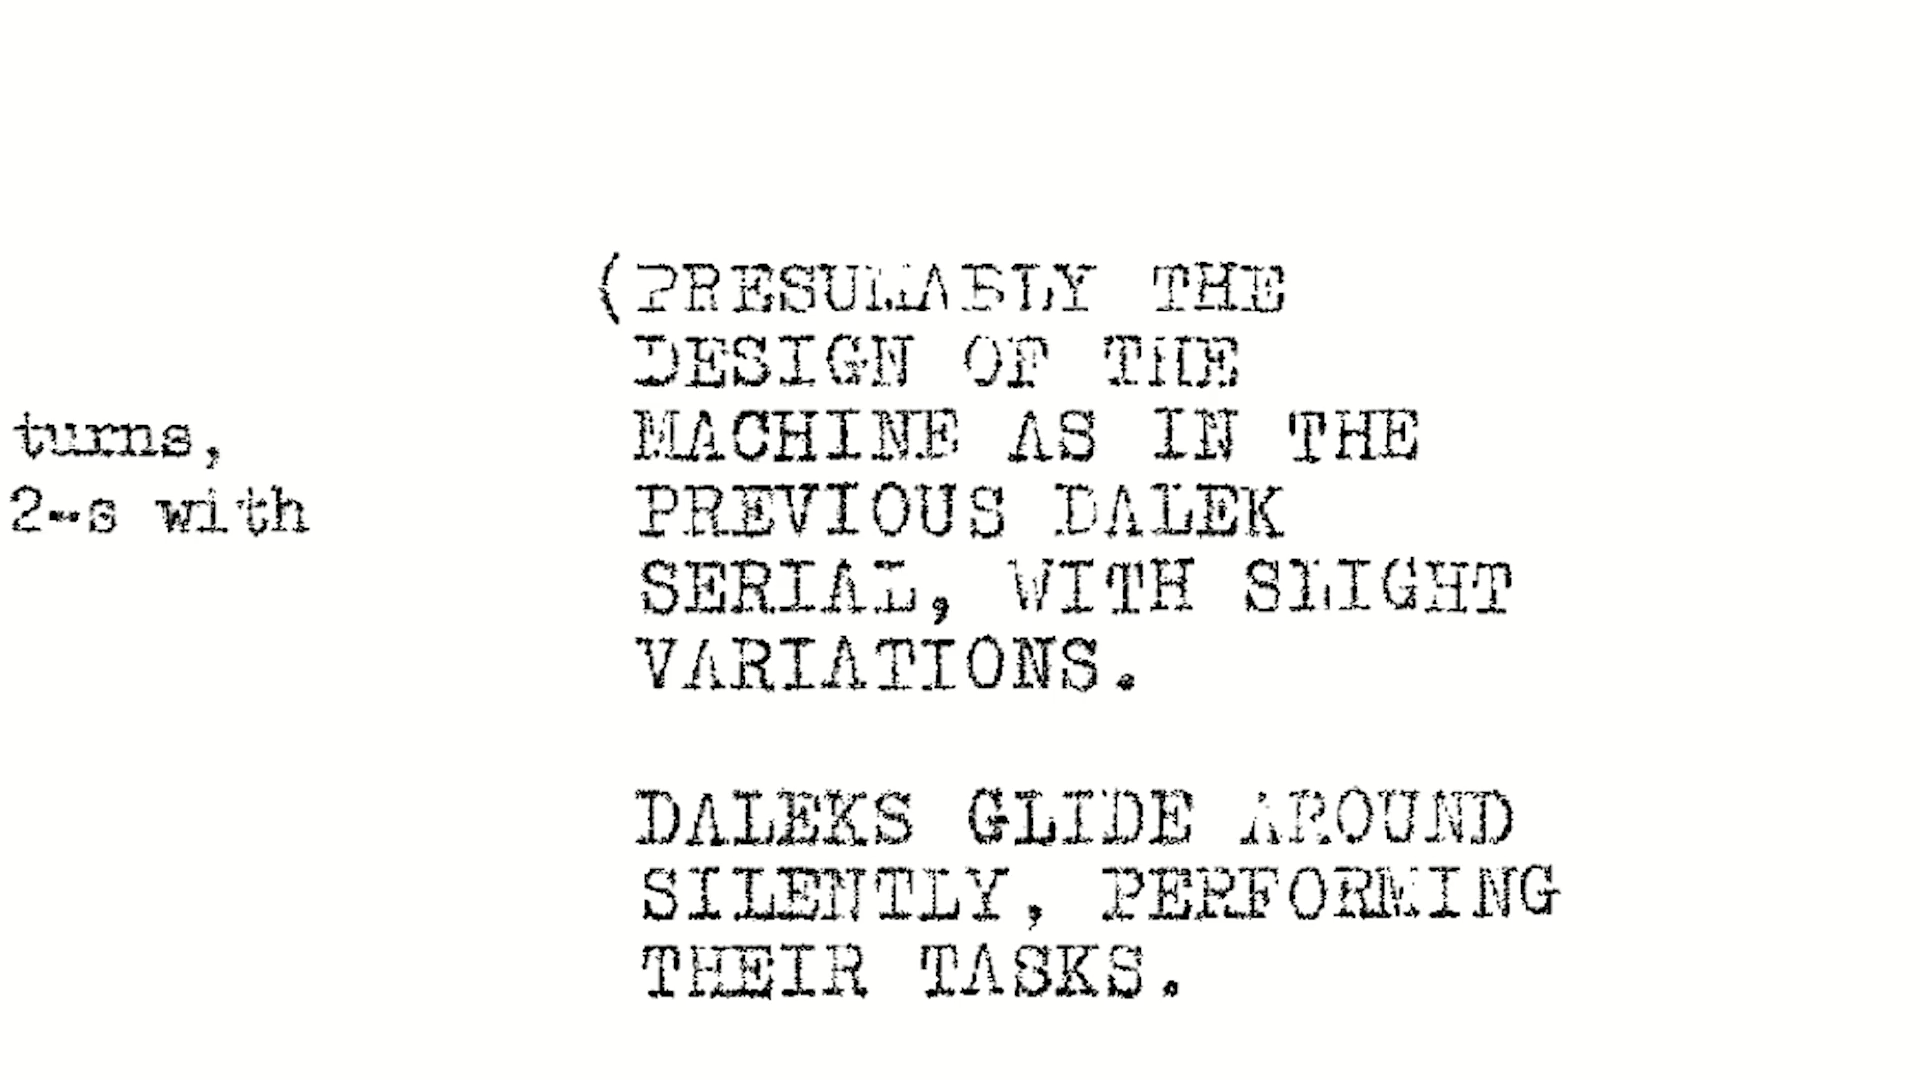 (PRESUMABLY THE
DESIGN OF THE
turns,
MACHINE AS IN THE
2-s with
PREVIOUS DALEK
SERIAL, WITH SLIGHT
VARIATIONS.
DALEKS GLIDE AROUND
SILENTLY, PERFORMING
THEIR TASKS.